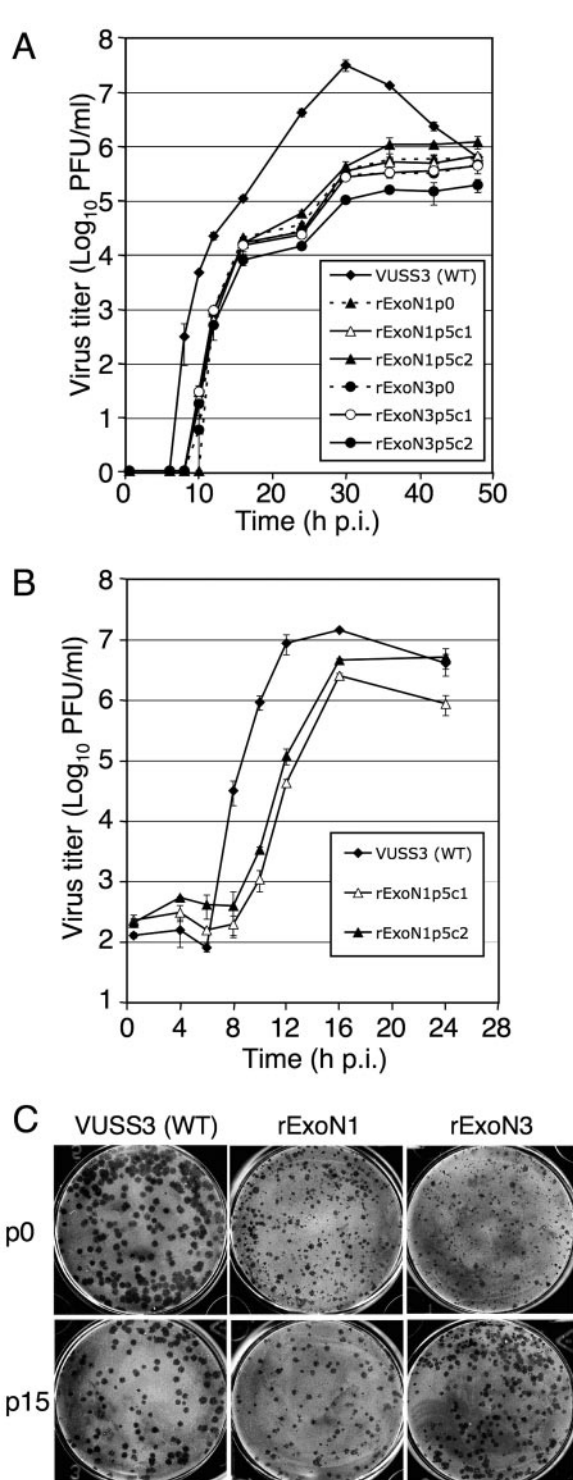 A
Virus titer (Log10 PFU/ml)
8
7
6
5
4
3
2
1
0
0 10 20 30 40 50
Time (h p.i.)
VUSS3 (WT)
rExoN1p0
rExoN1p5c1
rExoN1p5c2
rExoN3p0
rExoN3p5c1
rExoN3p5c2
B
Virus titer (Log10 PFU/ml)
8
7
6
5
4
3
2
1
0 4 8 12 16 20 24 28
Time (h p.i.)
VUSS3 (WT)
rExoN1p5c1
rExoN1p5c2
C
VUSS3 (WT) rExoN1 rExoN3
p0
p15